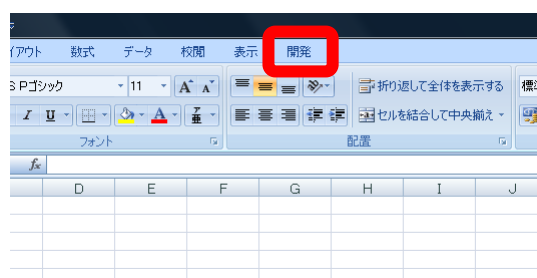 イアウト 数式 データ 校閲 表示 開発
S Pゴシック 11 A A 折り返して全体を表示する 標準
I U A セルを結合して中央揃え
フォント 配置
fx
D E F G H I J